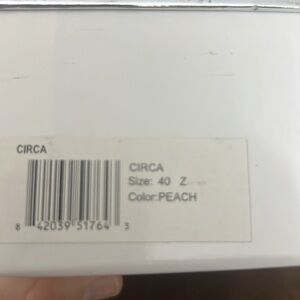 CIRCA
CIRCA
Size: 40 Z
Color:PEACH
8 42039 51764 3